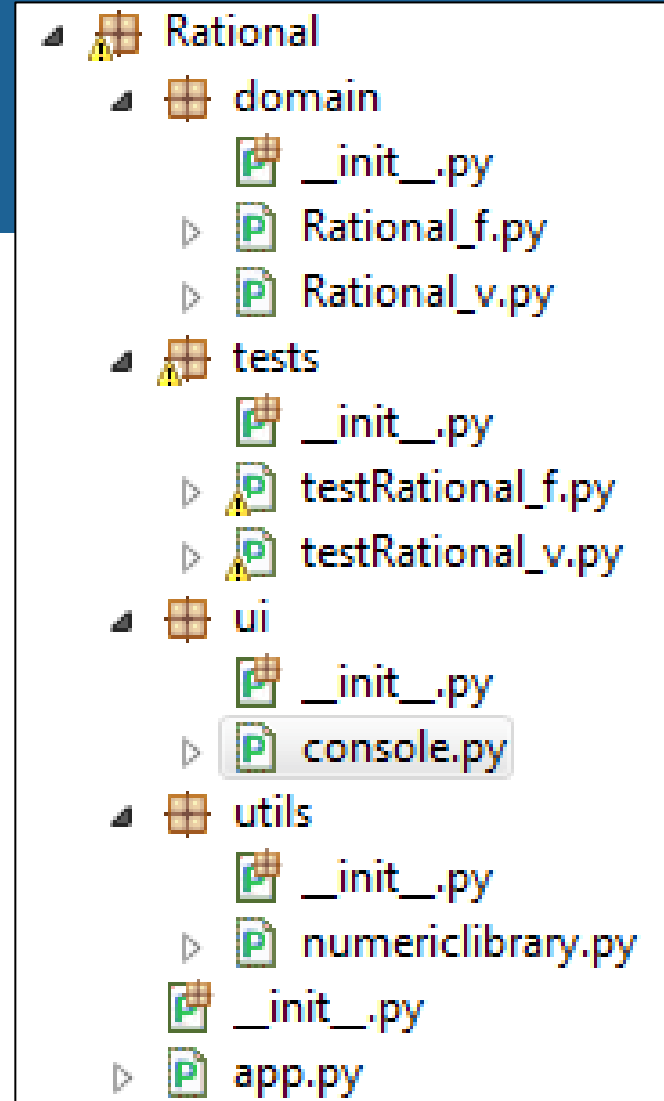 Rational
domain
__init__.py
Rational_f.py
Rational_v.py
tests
__init__.py
testRational_f.py
testRational_v.py
ui
__init__.py
console.py
utils
__init__.py
numericlibrary.py
__init__.py
app.py